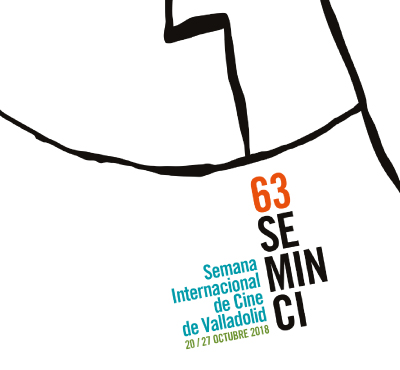 63
SE
MIN
CI
Semana
Internacional
de Cine
de Valladolid
20 / 27 OCTUBRE 2018